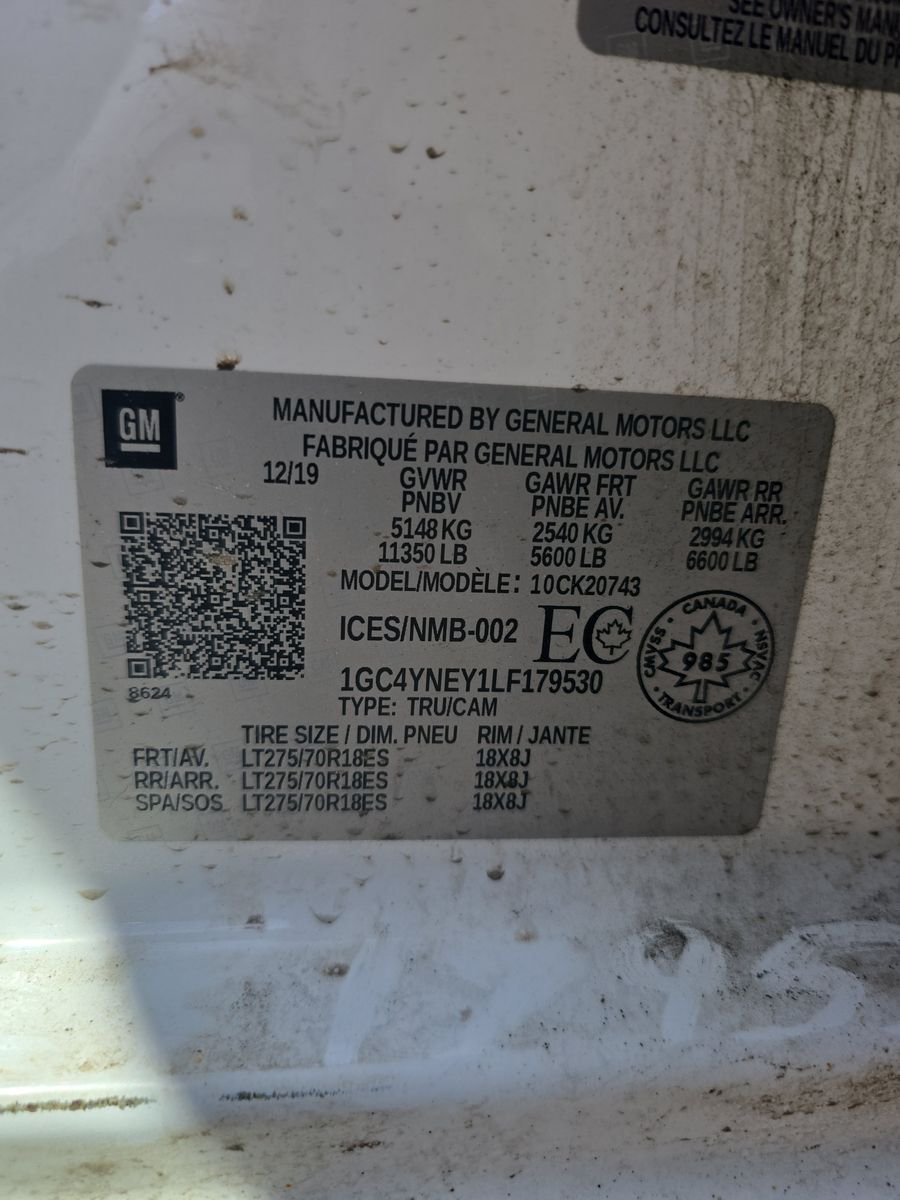 SEE OWNER'S
CONSULTEZ LE MANUEL DU
GM
MANUFACTURED BY GENERAL MOTORS LLC
FABRIQUÉ PAR GENERAL MOTORS LLC
12/19 GVWR GAWR FRT GAWR RR
PNBV PNBE AV. PNBE ARR.
5148 KG 2540 KG 2994 KG
11350 LB 5600 LB 6600 LB
MODEL/MODÈLE: 10CK20743
ICES/NMB-002 EC
CANADA
CMVSS 985 NSVAC
TRANSPORT
8624
1GC4YNEY1LF179530
TYPE: TRU/CAM
TIRE SIZE / DIM. PNEU RIM / JANTE
FRT/AV. LT275/70R18ES 18X8J
RR/ARR. LT275/70R18ES 18X8J
SPA/SOS LT275/70R18ES 18X8J